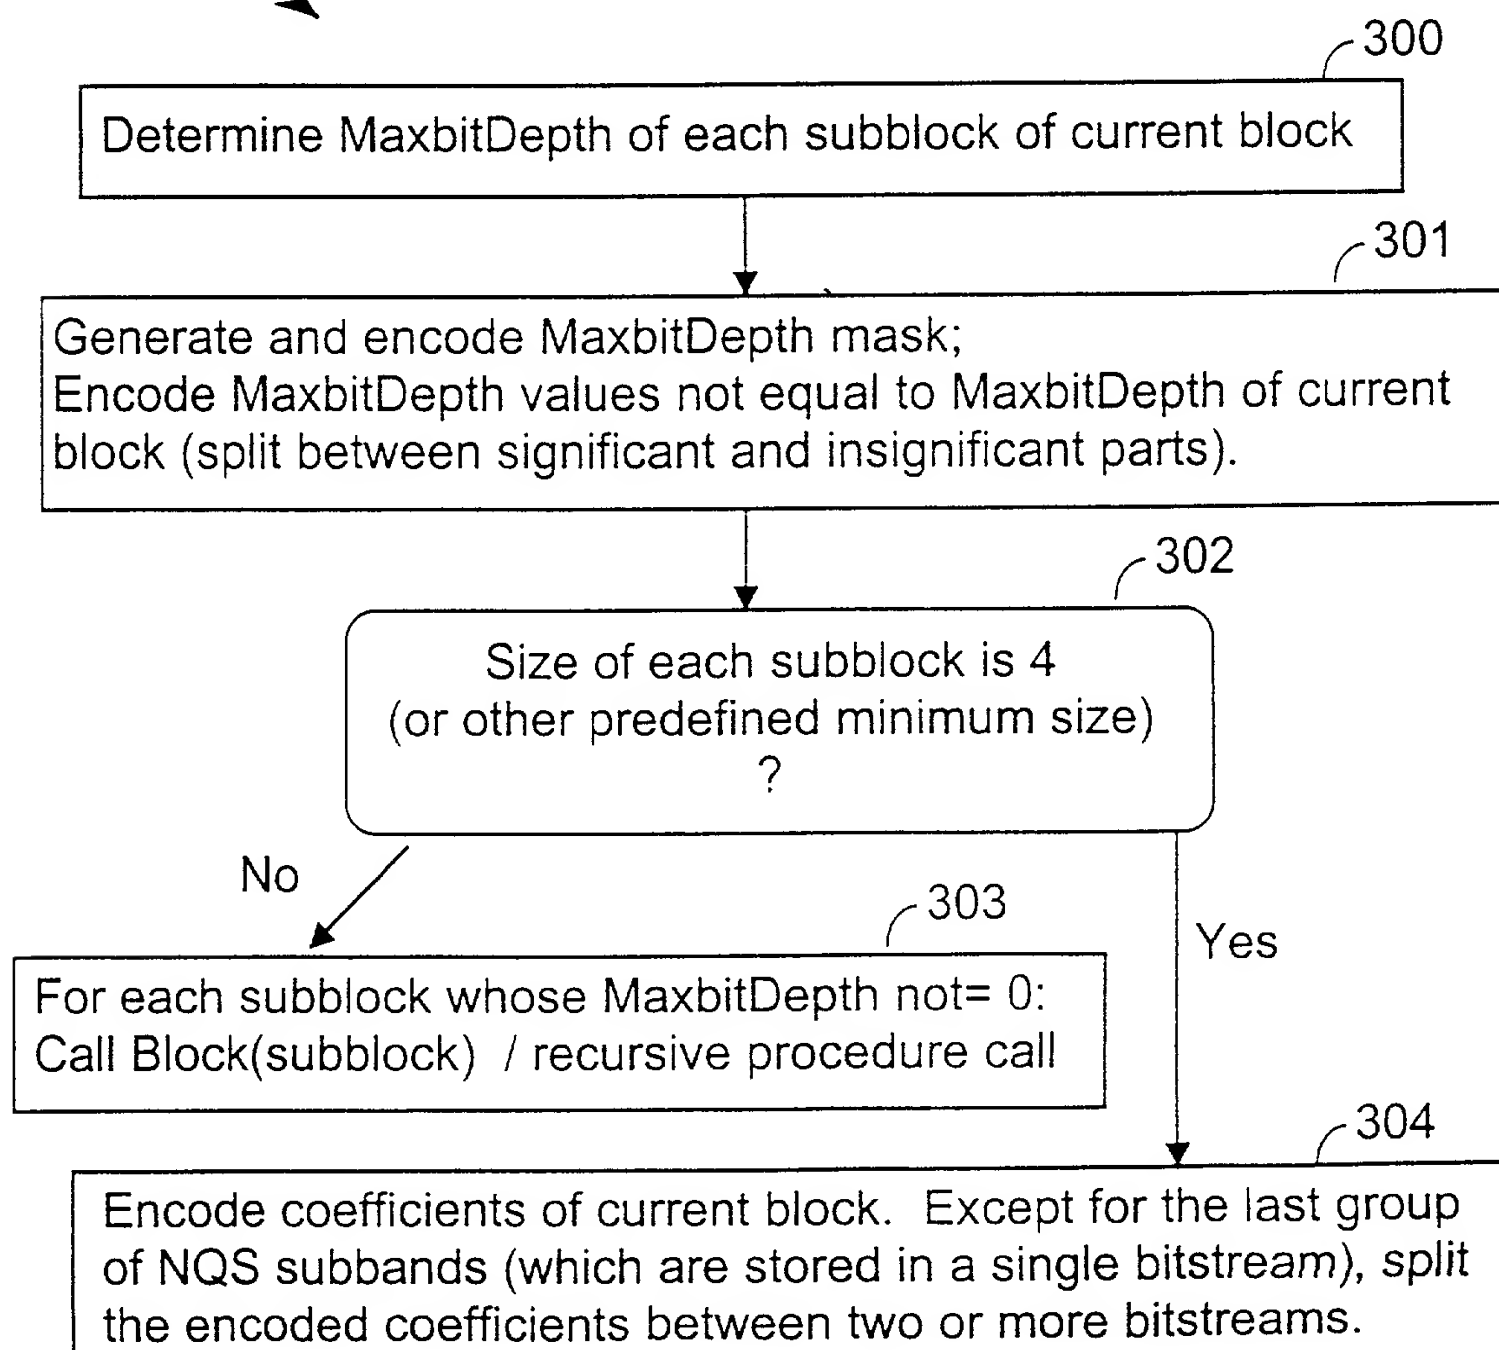 300
Determine MaxbitDepth of each subblock of current block
301
Generate and encode MaxbitDepth mask;
Encode MaxbitDepth values not equal to MaxbitDepth of current
block (split between significant and insignificant parts).
302
Size of each subblock is 4
(or other predefined minimum size)
?
No
Yes
303
For each subblock whose MaxbitDepth not= 0:
Call Block(subblock) / recursive procedure call
304
Encode coefficients of current block. Except for the last group
of NQS subbands (which are stored in a single bitstream), split
the encoded coefficients between two or more bitstreams.